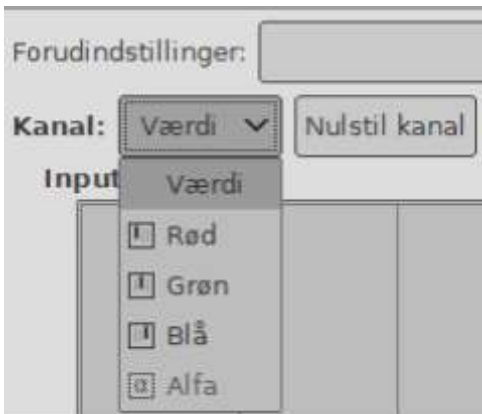 Forudindstillinger:
Kanal: Værdi Nulstil kanal
Input
Værdi
Rød
Grøn
Blå
α Alfa